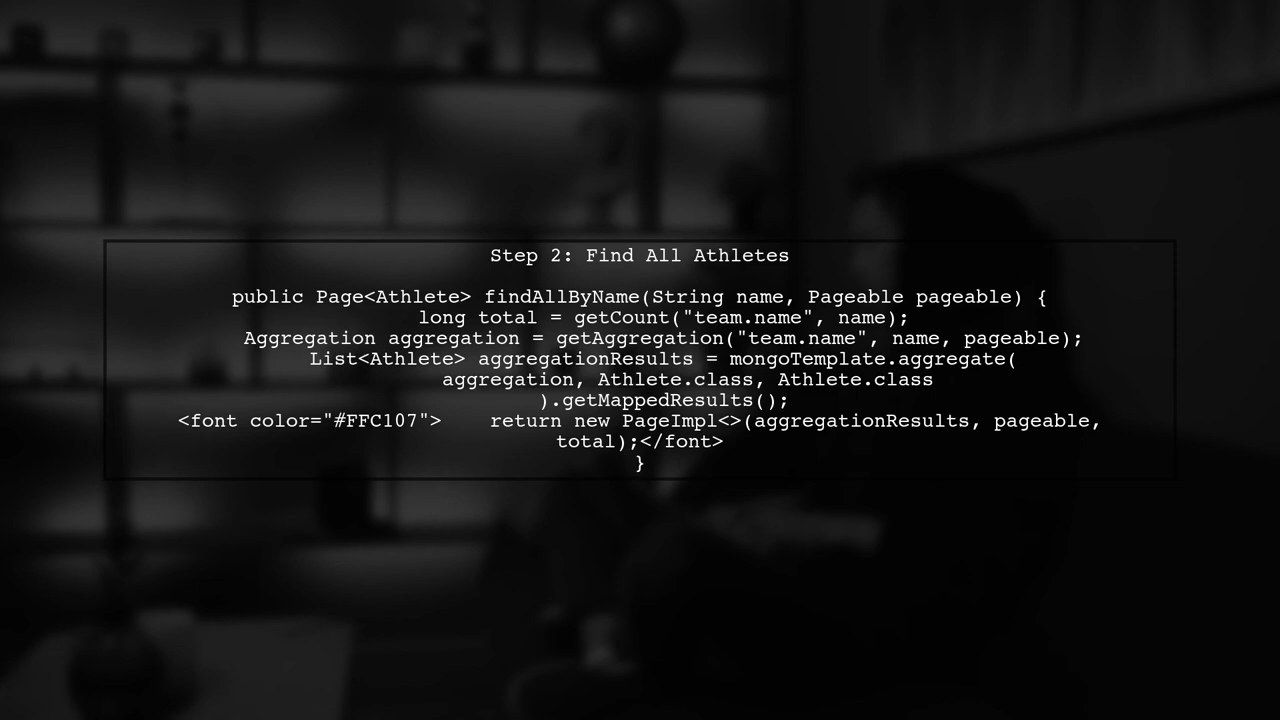 Step 2: Find All Athletes
public Page<Athlete> findAllByName(String name, Pageable pageable) {
long total = getCount("team.name", name);
Aggregation aggregation = getAggregation("team.name", name, pageable);
List<Athlete> aggregationResults = mongoTemplate.aggregate(
aggregation, Athlete.class, Athlete.class
).getMappedResults();
<font color="#FFC107">    return new PageImpl<>(aggregationResults, pageable,
total);</font>
}